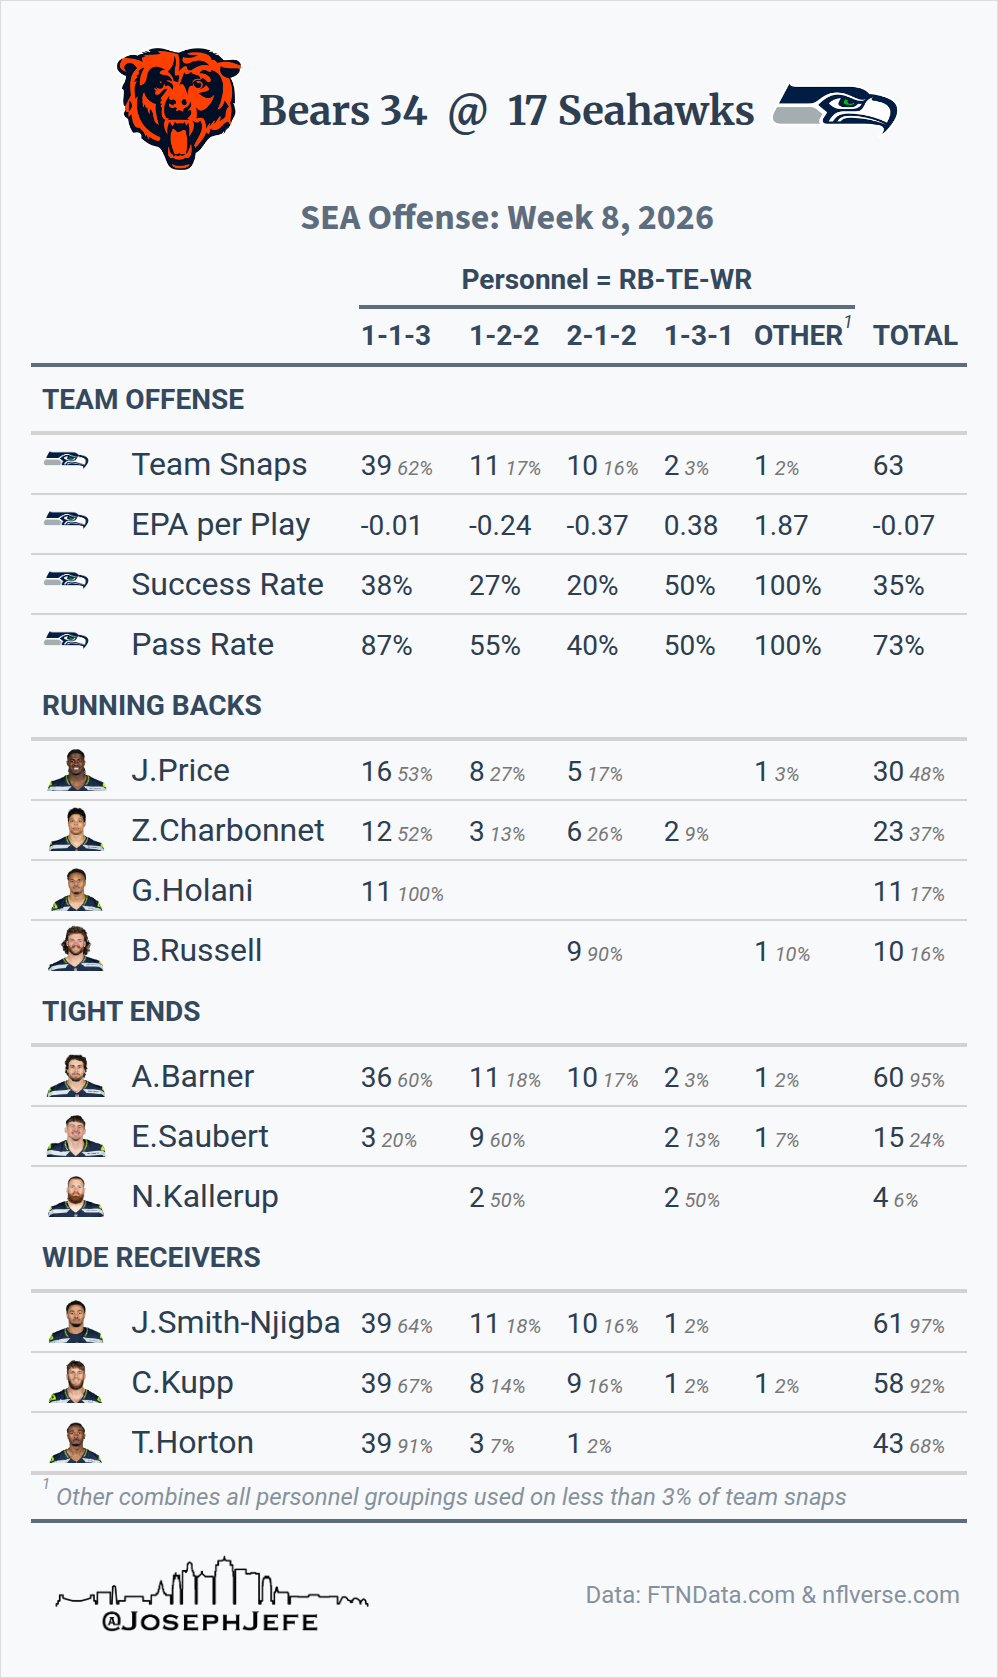 Bears 34 @ 17 Seahawks
SEA Offense: Week 8, 2026
Personnel = RB-TE-WR
1-1-3 1-2-2 2-1-2 1-3-1 OTHER1 TOTAL
TEAM OFFENSE
Team Snaps 39 62% 11 17% 10 16% 2 3% 1 2% 63
EPA per Play -0.01 -0.24 -0.37 0.38 1.87 -0.07
Success Rate 38% 27% 20% 50% 100% 35%
Pass Rate 87% 55% 40% 50% 100% 73%
RUNNING BACKS
J.Price 16 53% 8 27% 5 17% 1 3% 30 48%
Z.Charbonnet 12 52% 3 13% 6 26% 2 9% 23 37%
G.Holani 11 100% 11 17%
B.Russell 9 90% 1 10% 10 16%
TIGHT ENDS
A.Barner 36 60% 11 18% 10 17% 2 3% 1 2% 60 95%
E.Saubert 3 20% 9 60% 2 13% 1 7% 15 24%
N.Kallerup 2 50% 2 50% 4 6%
WIDE RECEIVERS
J.Smith-Njigba 39 64% 11 18% 10 16% 1 2% 61 97%
C.Kupp 39 67% 8 14% 9 16% 1 2% 1 2% 58 92%
T.Horton 39 91% 3 7% 1 2% 43 68%
1 Other combines all personnel groupings used on less than 3% of team snaps
@JosephJefe
Data: FTNData.com & nflverse.com